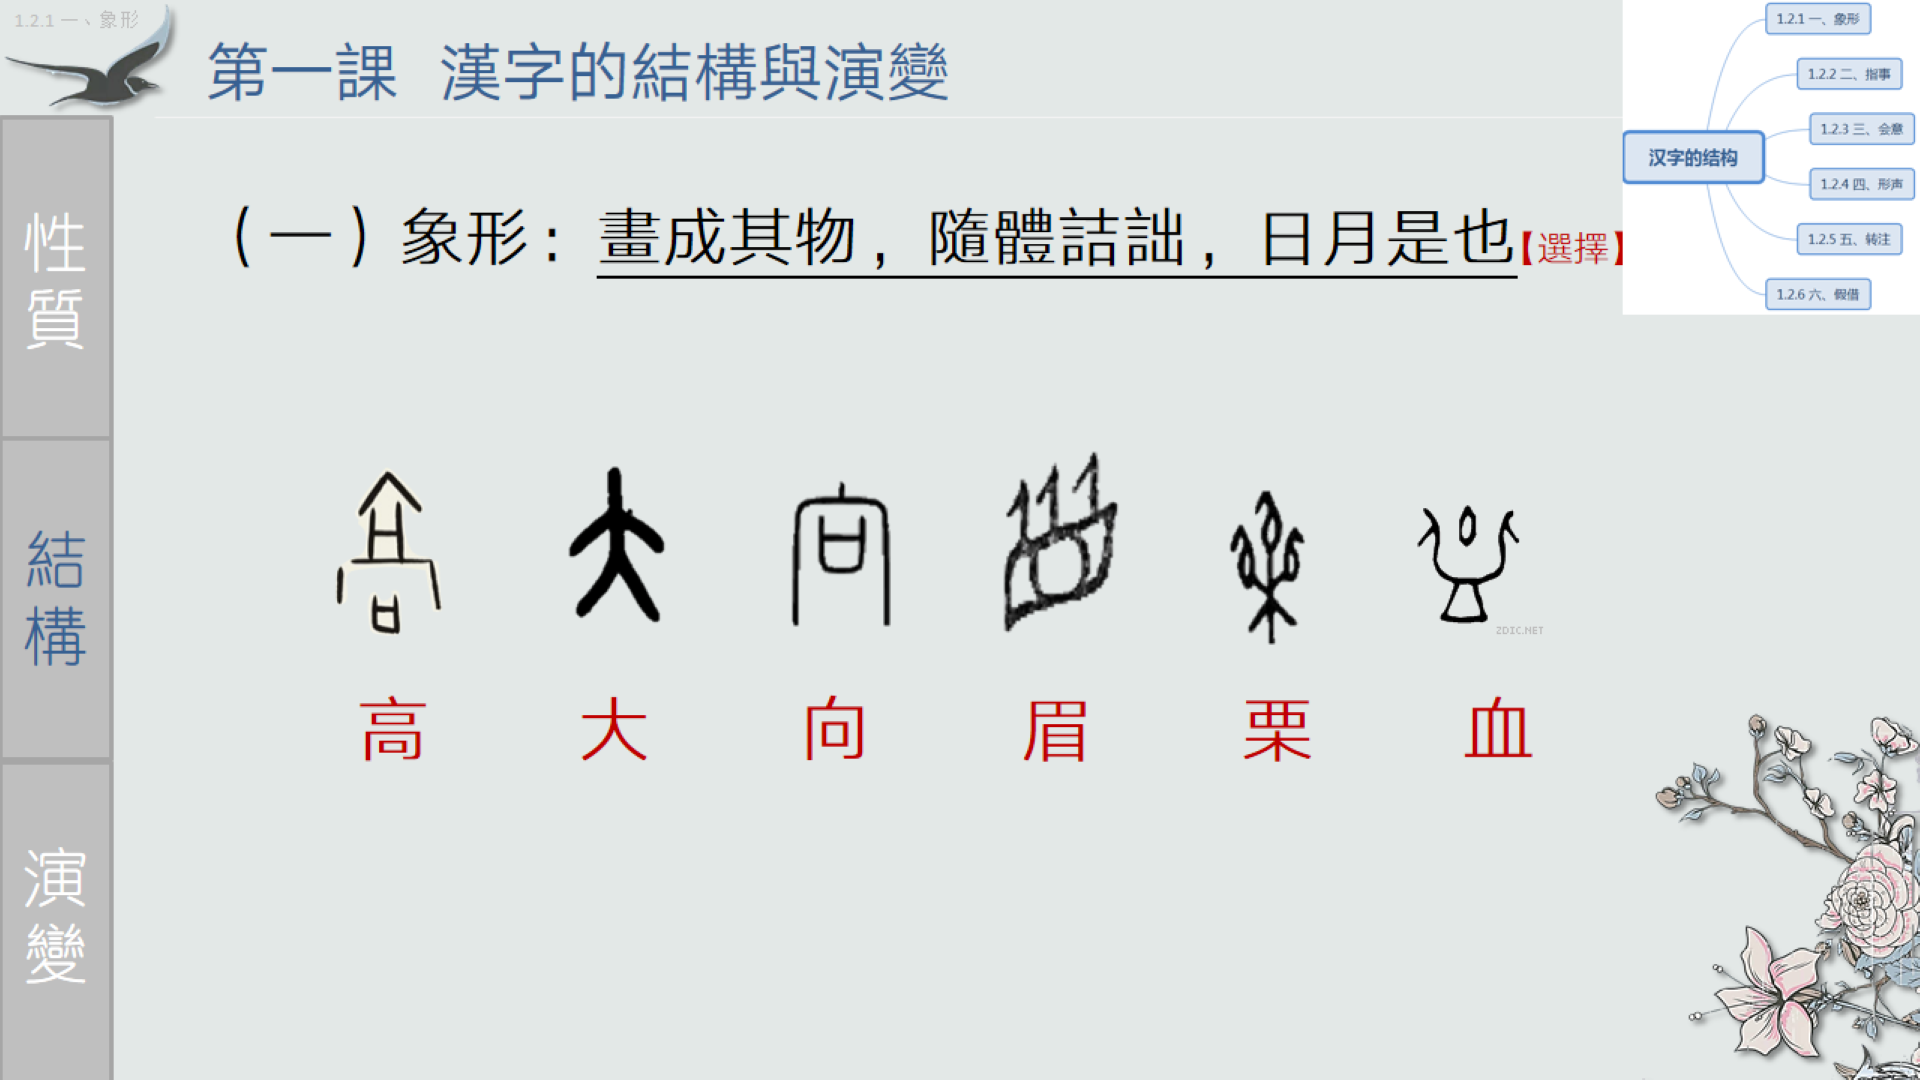 1.2.1 一、象形
第一課 漢字的結構與演變
1.2.1 一、象形
1.2.2 二、指事
1.2.3 三、会意
汉字的结构
1.2.4 四、形声
1.2.5 五、转注
1.2.6 六、假借
性質
結構
演變
（一）象形：畫成其物，隨體詰詘，日月是也【選擇】
2DIC.NET
高 大 向 眉 栗 血